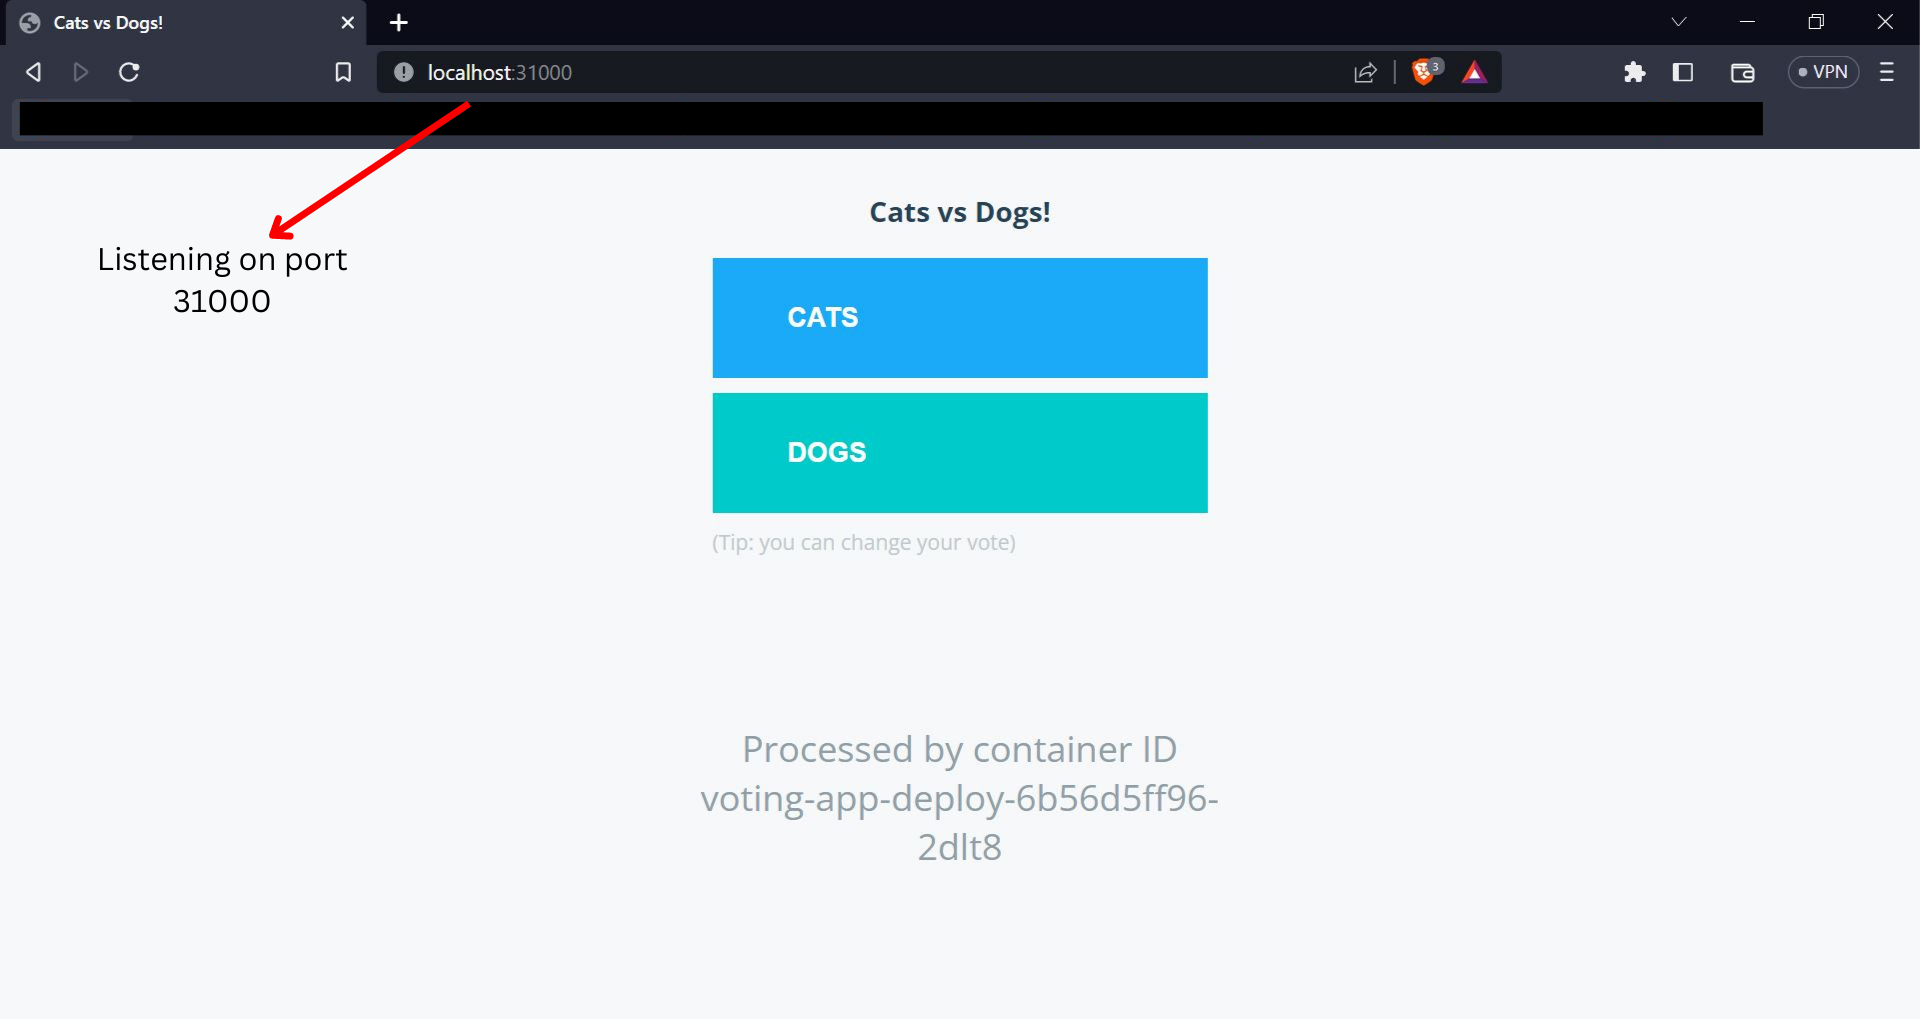 Cats vs Dogs!
localhost:31000
3
VPN
Listening on port
31000
Cats vs Dogs!
CATS
DOGS
(Tip: you can change your vote)
Processed by container ID
voting-app-deploy-6b56d5ff96-
2dlt8